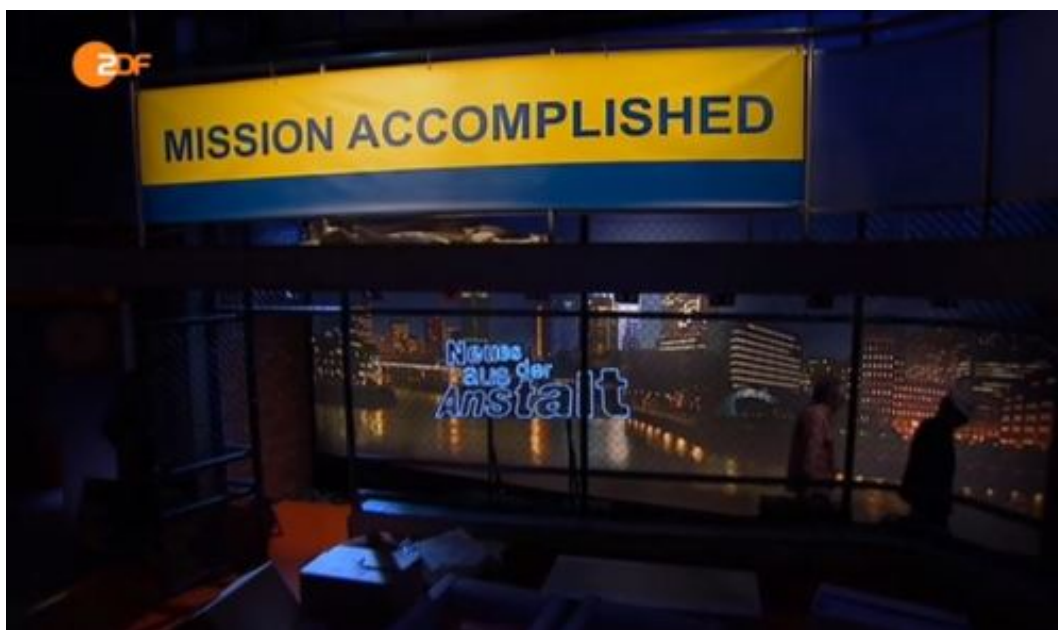 ZDF
MISSION ACCOMPLISHED
Neues
aus der
Anstalt